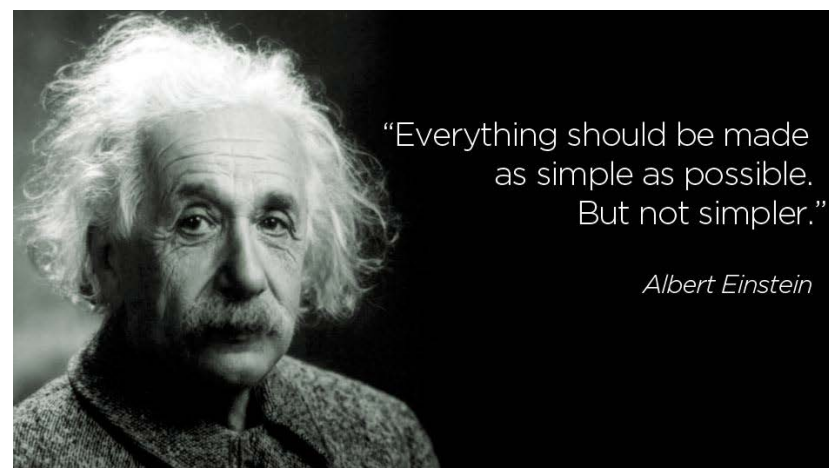 “Everything should be made
as simple as possible.
But not simpler.”
Albert Einstein